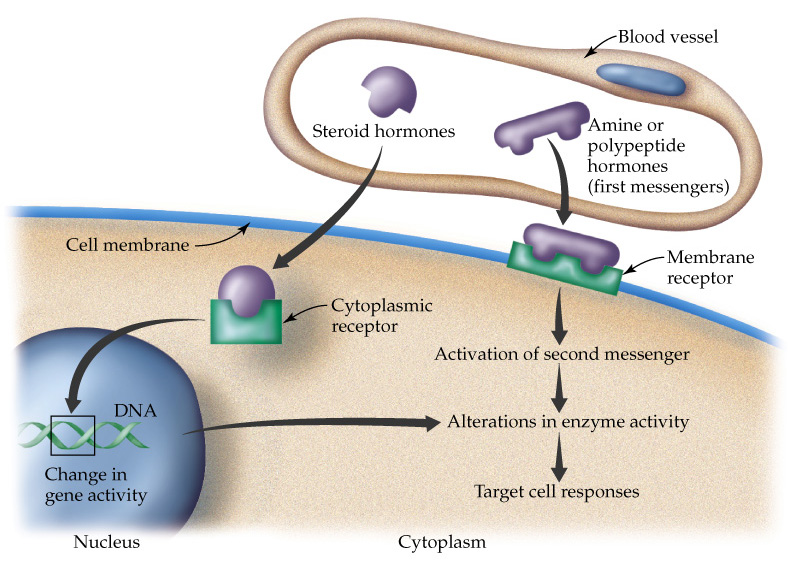 Blood vessel
Steroid hormones
Amine or
polypeptide
hormones
(first messengers)
Cell membrane
Membrane
receptor
Cytoplasmic
receptor
Activation of second messenger
DNA
Alterations in enzyme activity
Change in
gene activity
Target cell responses
Nucleus
Cytoplasm